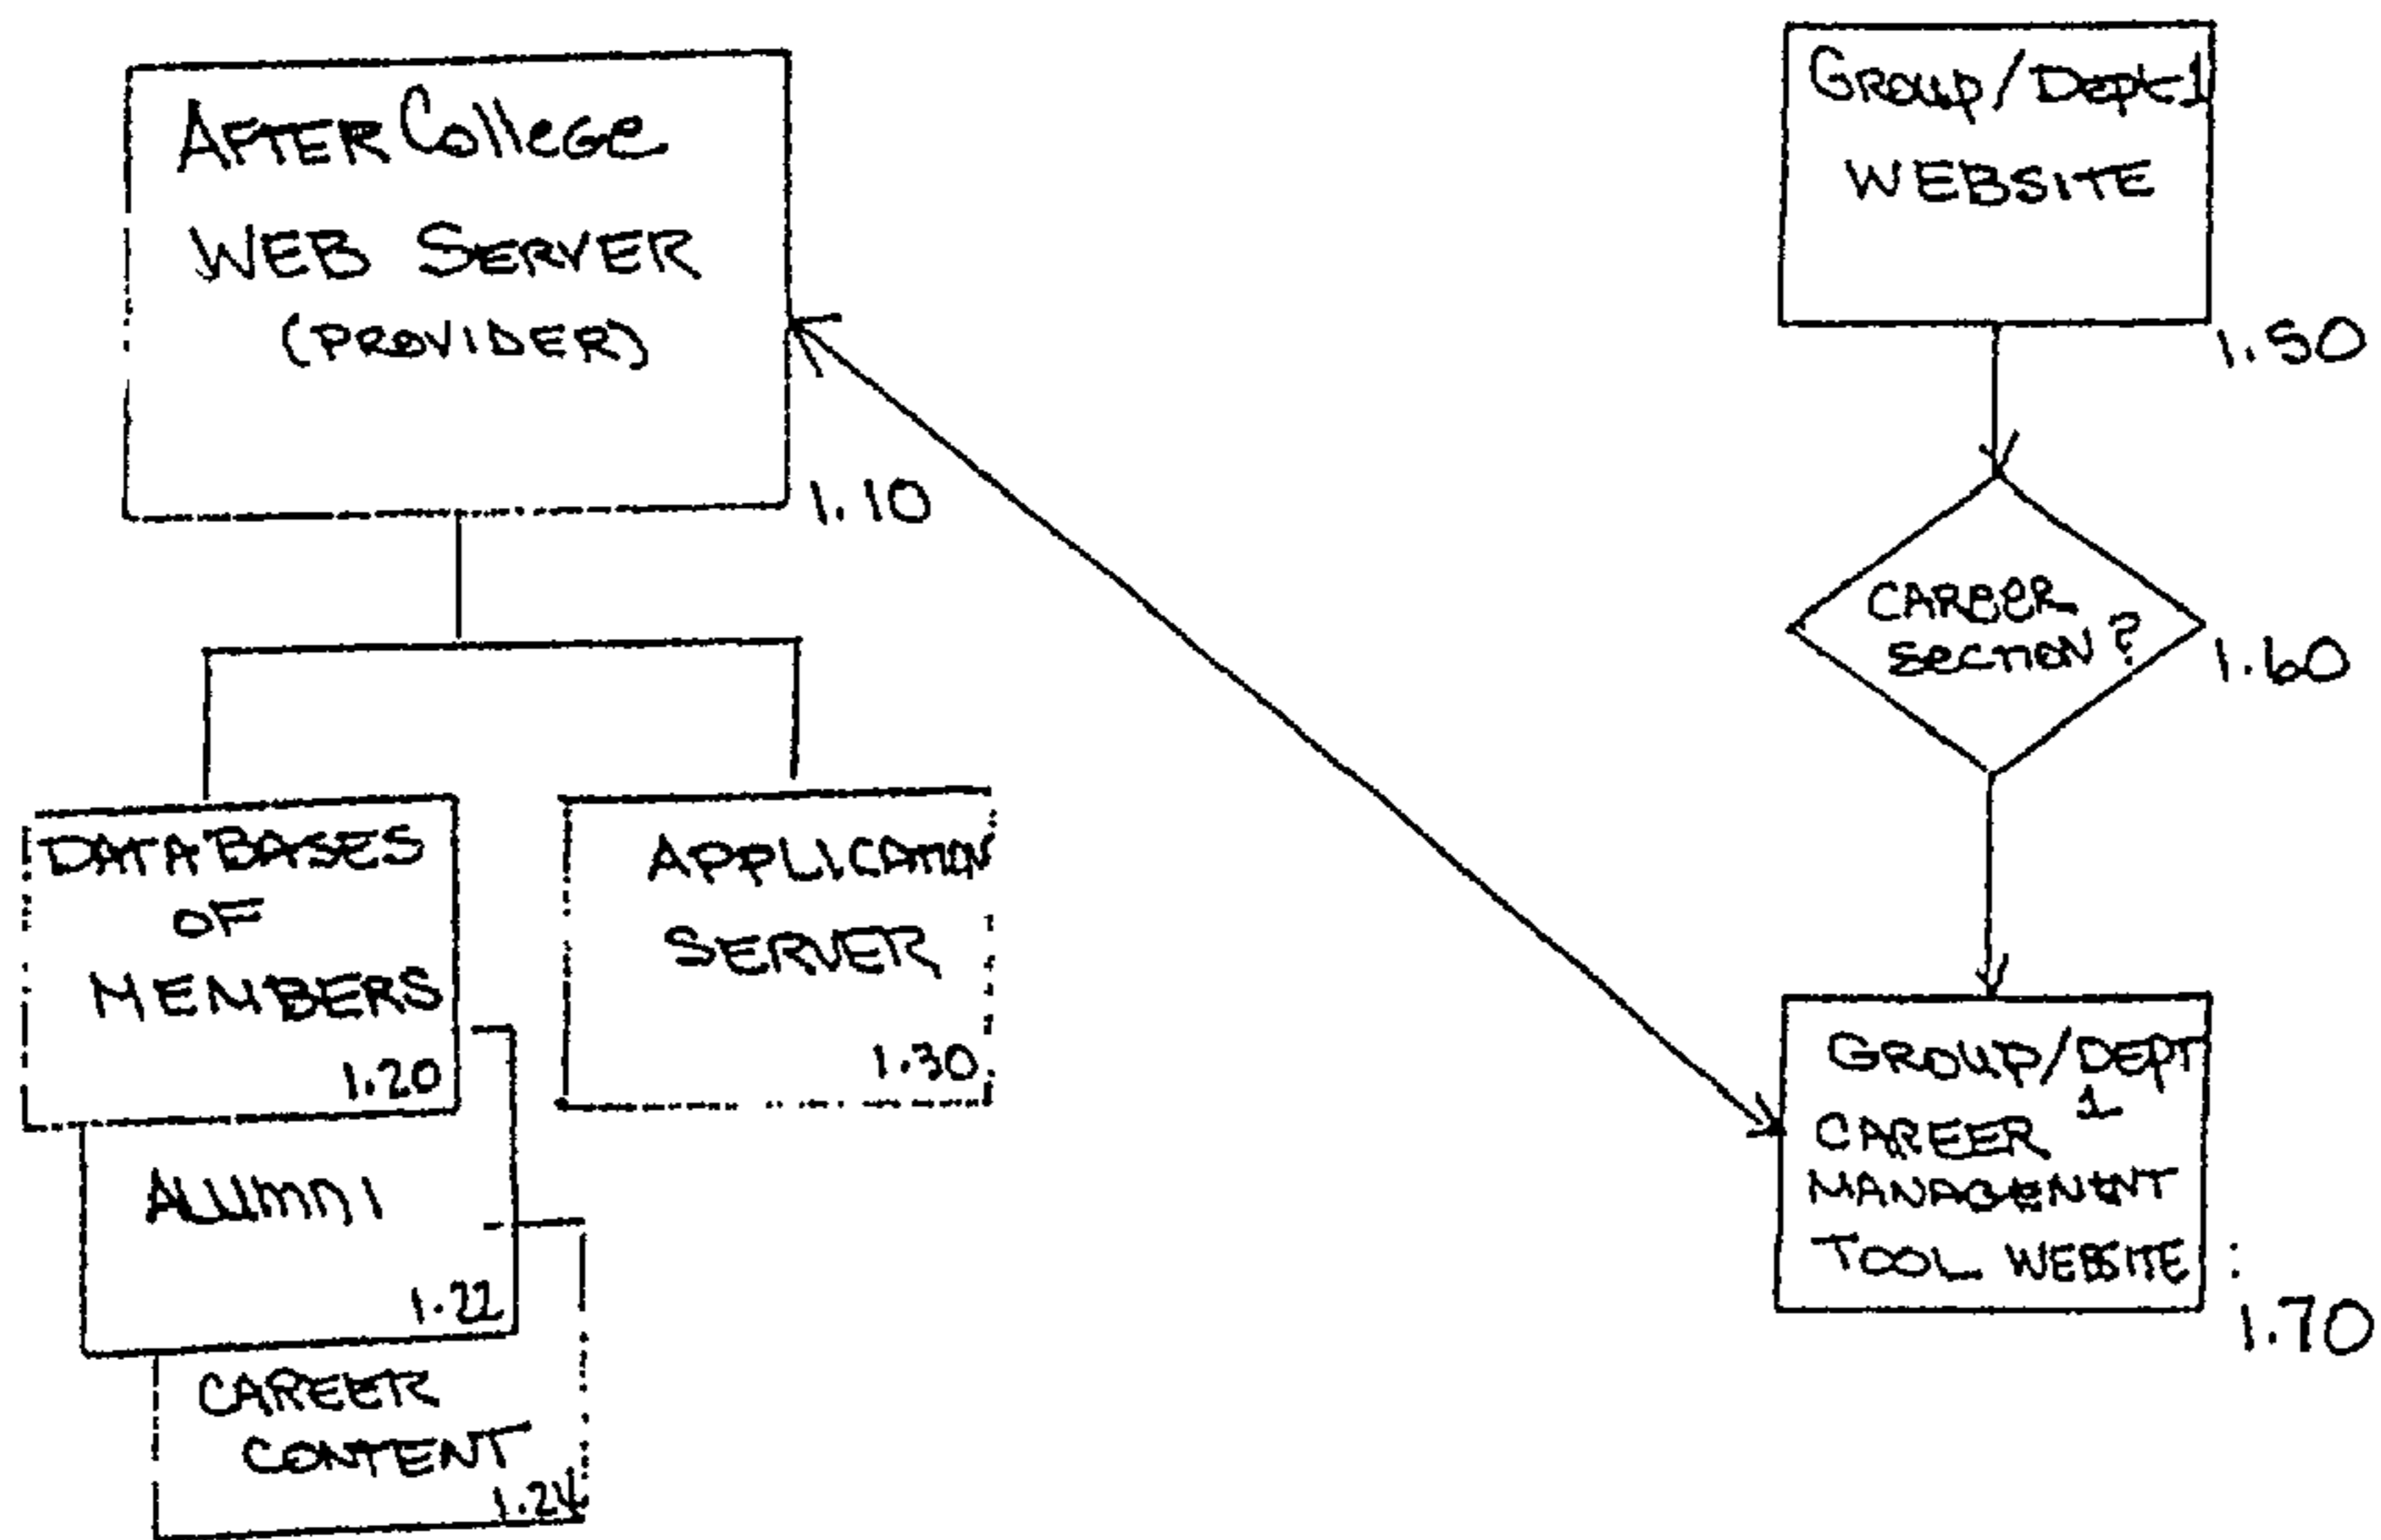 AFTER College
WEB SERVER
(PROVIDER)
1.10
DATABASES
OF
MEMBERS
1.20
APPLICATION
SERVER
1.30
ALUMNI
1.22
CAREER
CONTENT
1.24
GROUP/Dept 1
WEBSITE
1.50
CAREER
SECTION?
1.60
GROUP/DEPT
1
CAREER
MANAGEMENT
TOOL WEBSITE
1.70